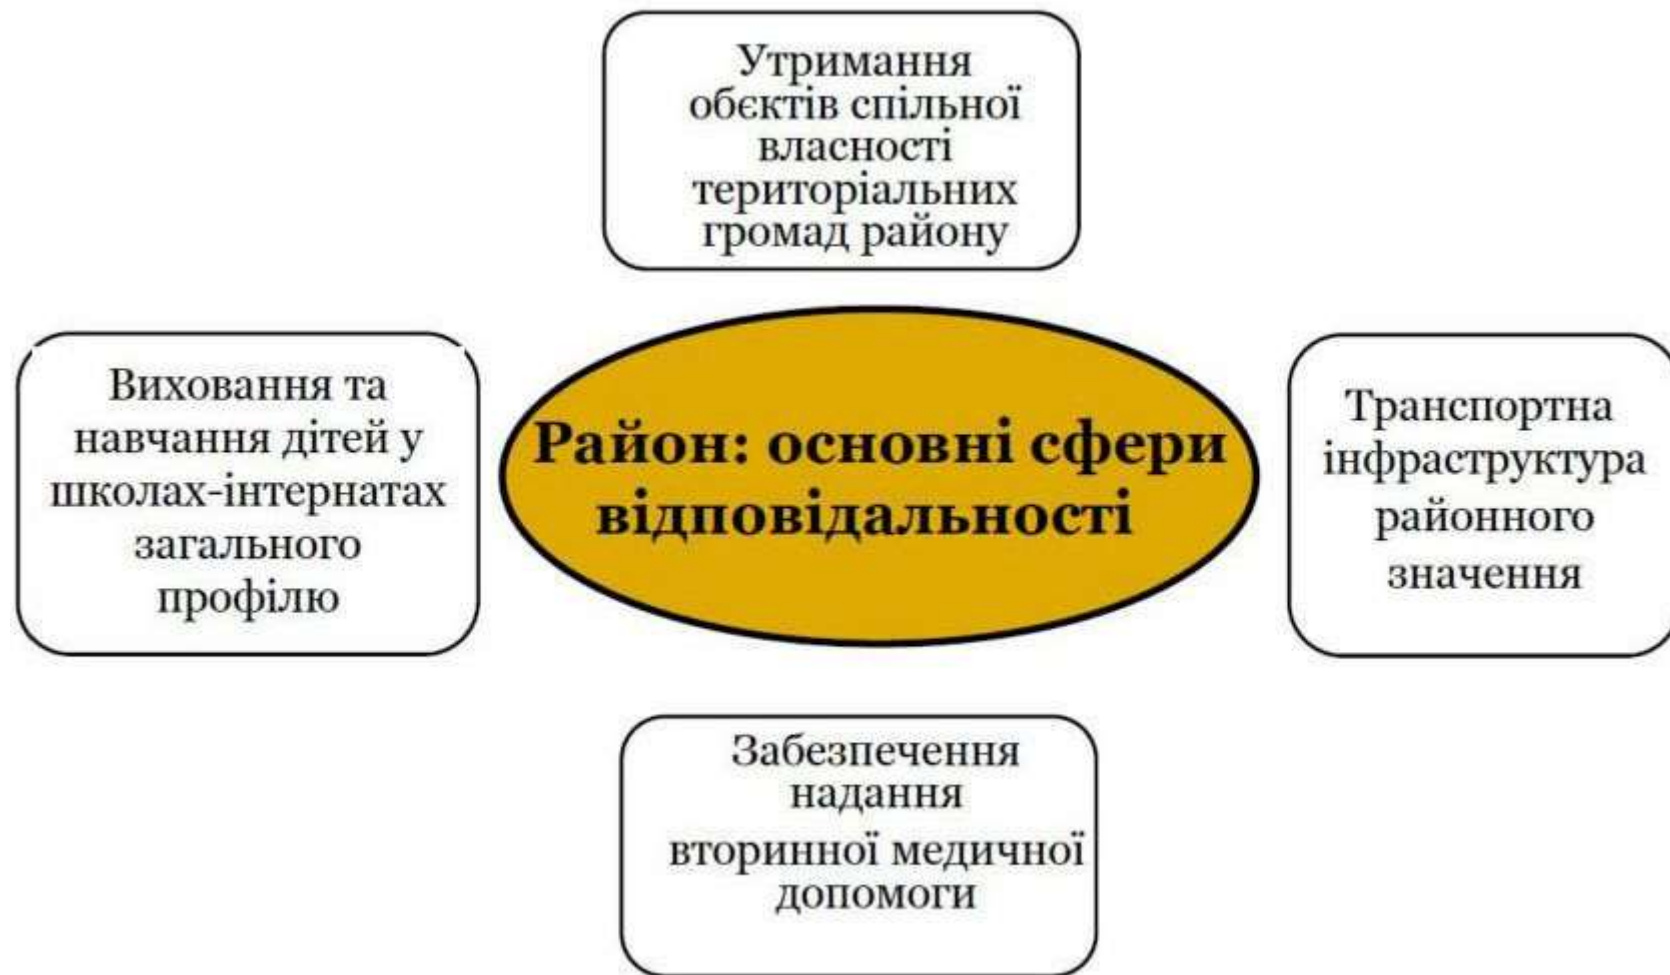 Утримання
обєктів спільної
власності
територіальних
громад району
Виховання та
навчання дітей у
школах-інтернатах
загального
профілю
Район: основні сфери
відповідальності
Транспортна
інфраструктура
районного
значення
Забезпечення
надання
вторинної медичної
допомоги